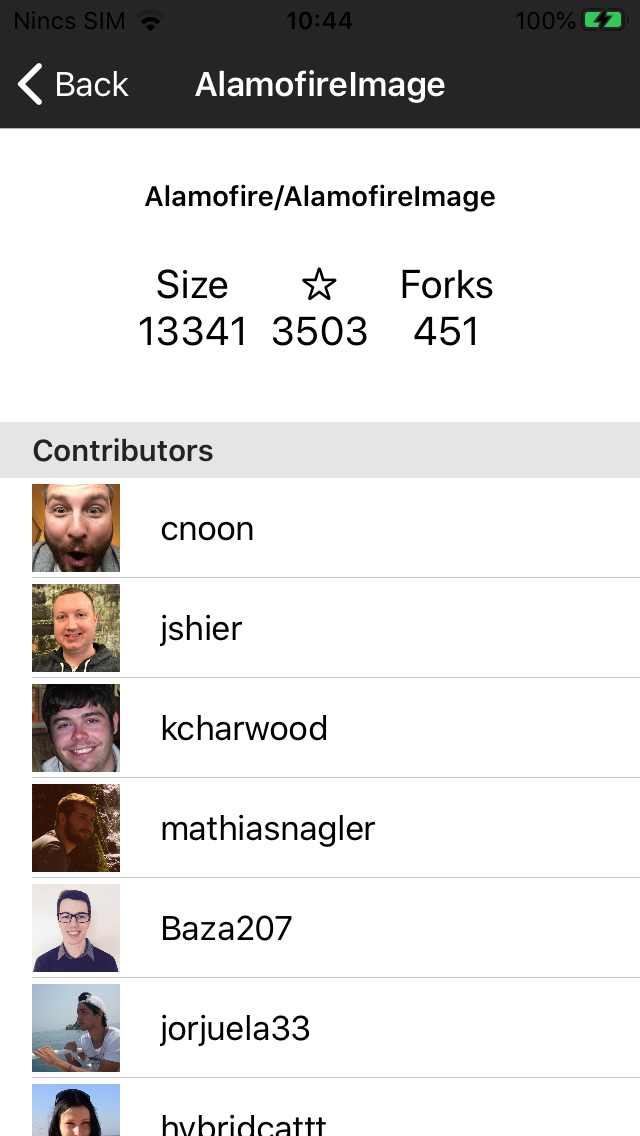 Nincs SIM 10:44 100%
Back AlamofireImage
Alamofire/AlamofireImage
Size ☆ Forks
13341 3503 451
Contributors
cnoon
jshier
kcharwood
mathiasnagler
Baza207
jorjuela33
hybridcattt